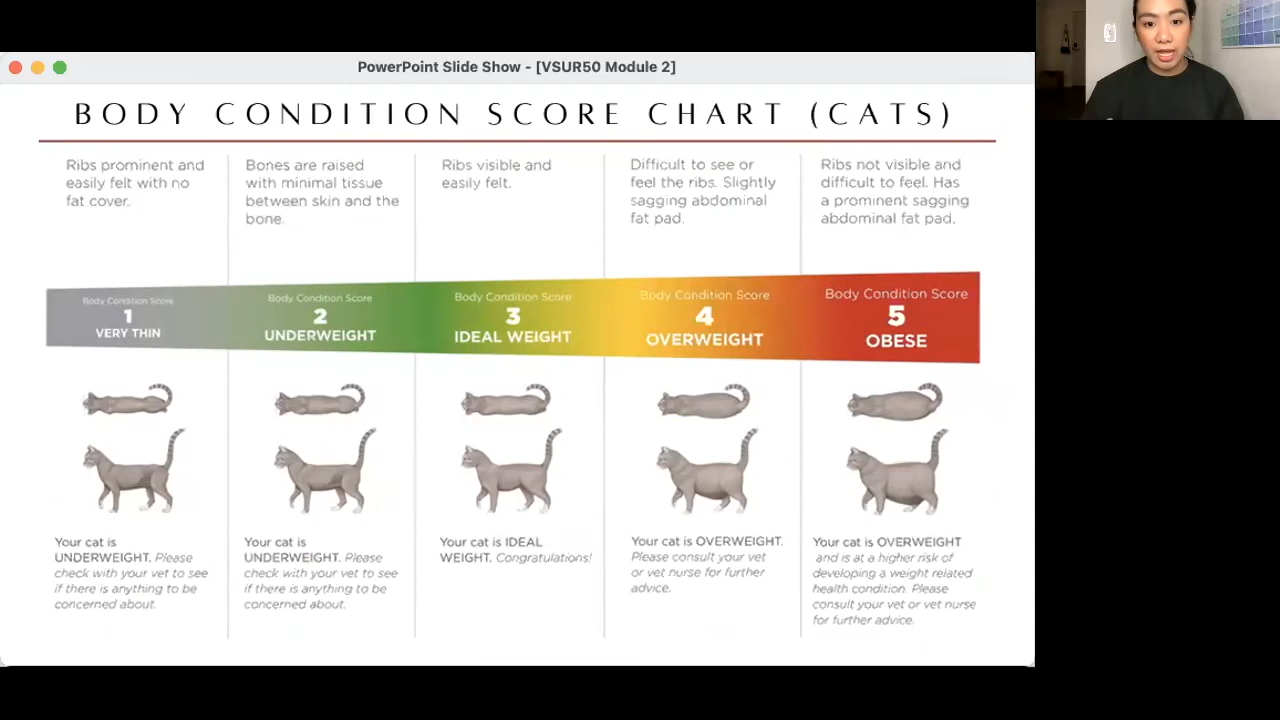 PowerPoint Slide Show - [VSUR50 Module 2]
BODY CONDITION SCORE CHART (CATS)
Ribs prominent and
easily felt with no
fat cover.
Bones are raised
with minimal tissue
between skin and the
bone.
Ribs visible and
easily felt.
Difficult to see or
feel the ribs. Slightly
sagging abdominal
fat pad.
Ribs not visible and
difficult to feel. Has
a prominent sagging
abdominal fat pad.
Body Condition Score
1
VERY THIN
Body Condition Score
2
UNDERWEIGHT
Body Condition Score
3
IDEAL WEIGHT
Body Condition Score
4
OVERWEIGHT
Body Condition Score
5
OBESE
Your cat is
UNDERWEIGHT. Please
check with your vet to see
if there is anything to be
concerned about.
Your cat is
UNDERWEIGHT. Please
check with your vet to see
if there is anything to be
concerned about.
Your cat is IDEAL
WEIGHT. Congratulations!
Your cat is OVERWEIGHT.
Please consult your vet
or vet nurse for further
advice.
Your cat is OVERWEIGHT
and is at a higher risk of
developing a weight related
health condition. Please
consult your vet or vet nurse
for further advice.